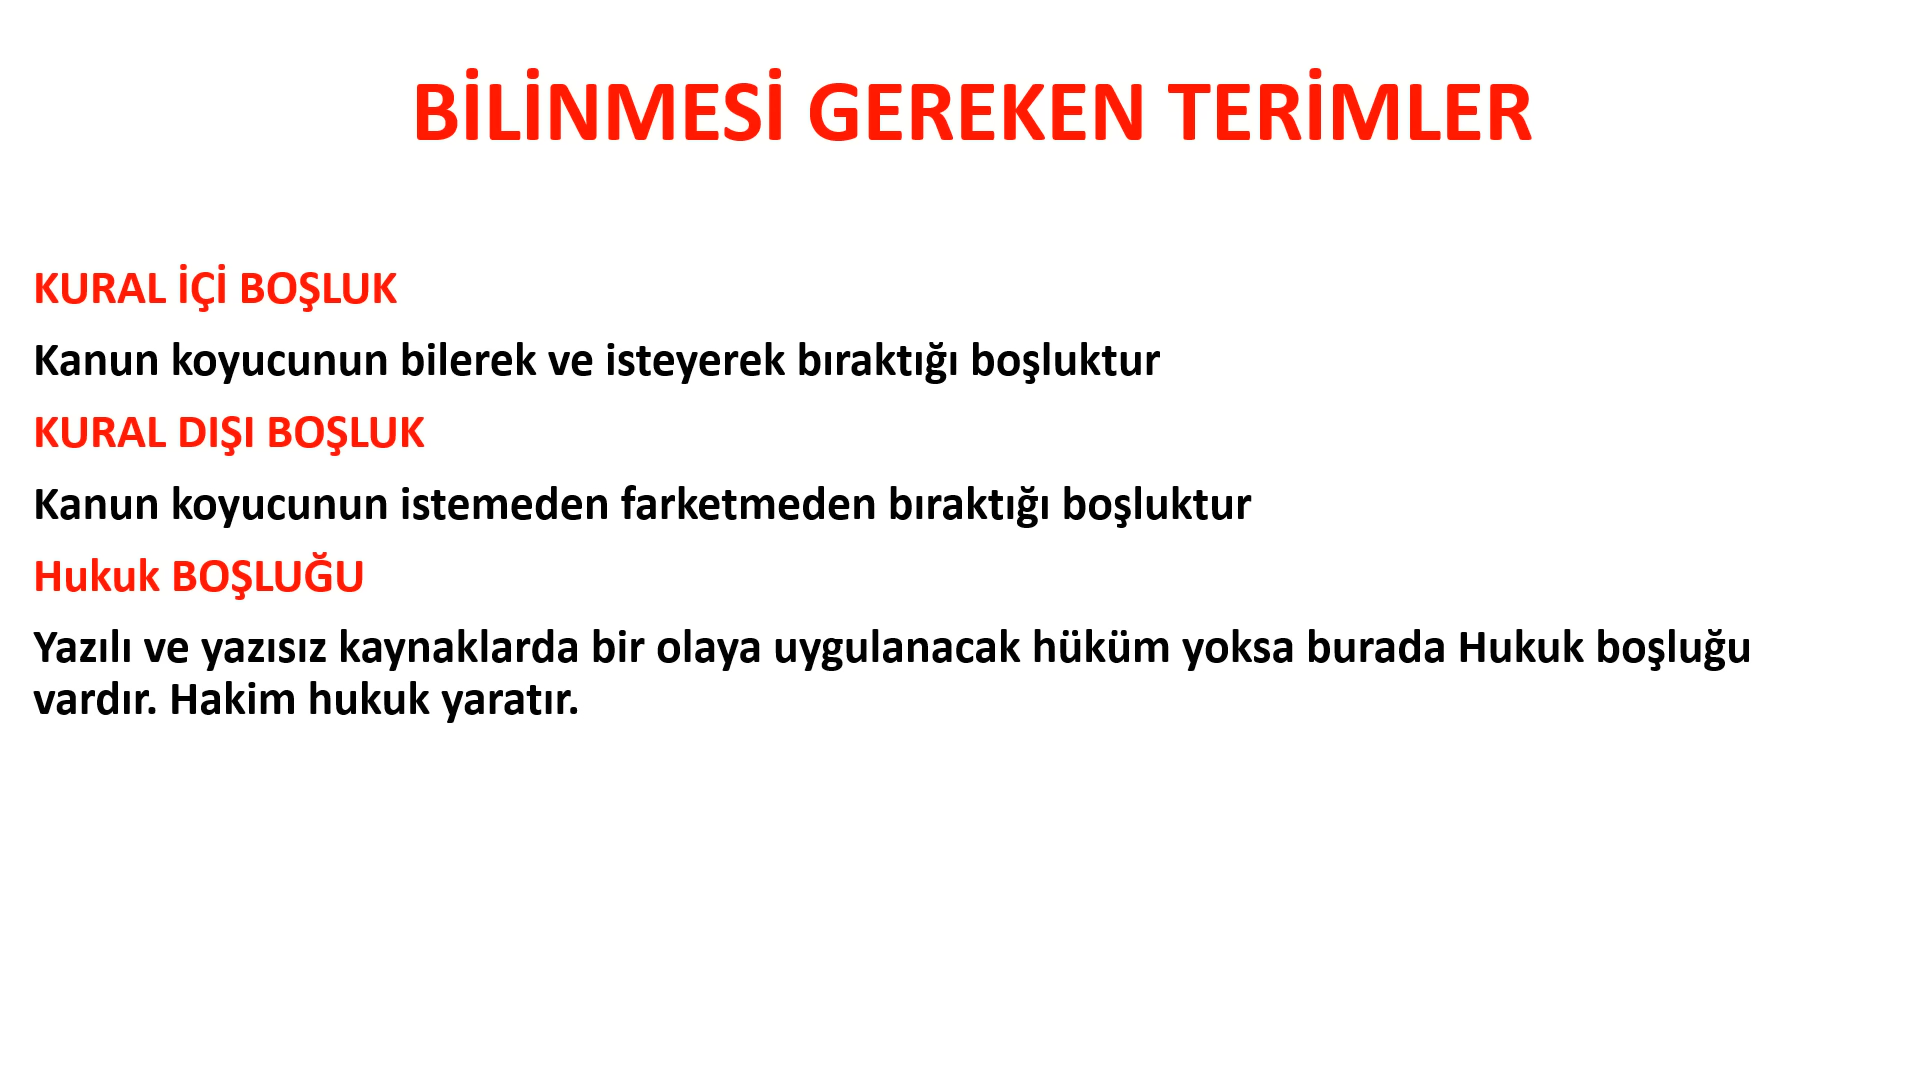 BİLİNMESİ GEREKEN TERİMLER
KURAL İÇİ BOŞLUK
Kanun koyucunun bilerek ve isteyerek bıraktığı boşluktur
KURAL DIŞI BOŞLUK
Kanun koyucunun istemeden farketmeden bıraktığı boşluktur
Hukuk BOŞLUĞU
Yazılı ve yazısız kaynaklarda bir olaya uygulanacak hüküm yoksa burada Hukuk boşluğu
vardır. Hakim hukuk yaratır.